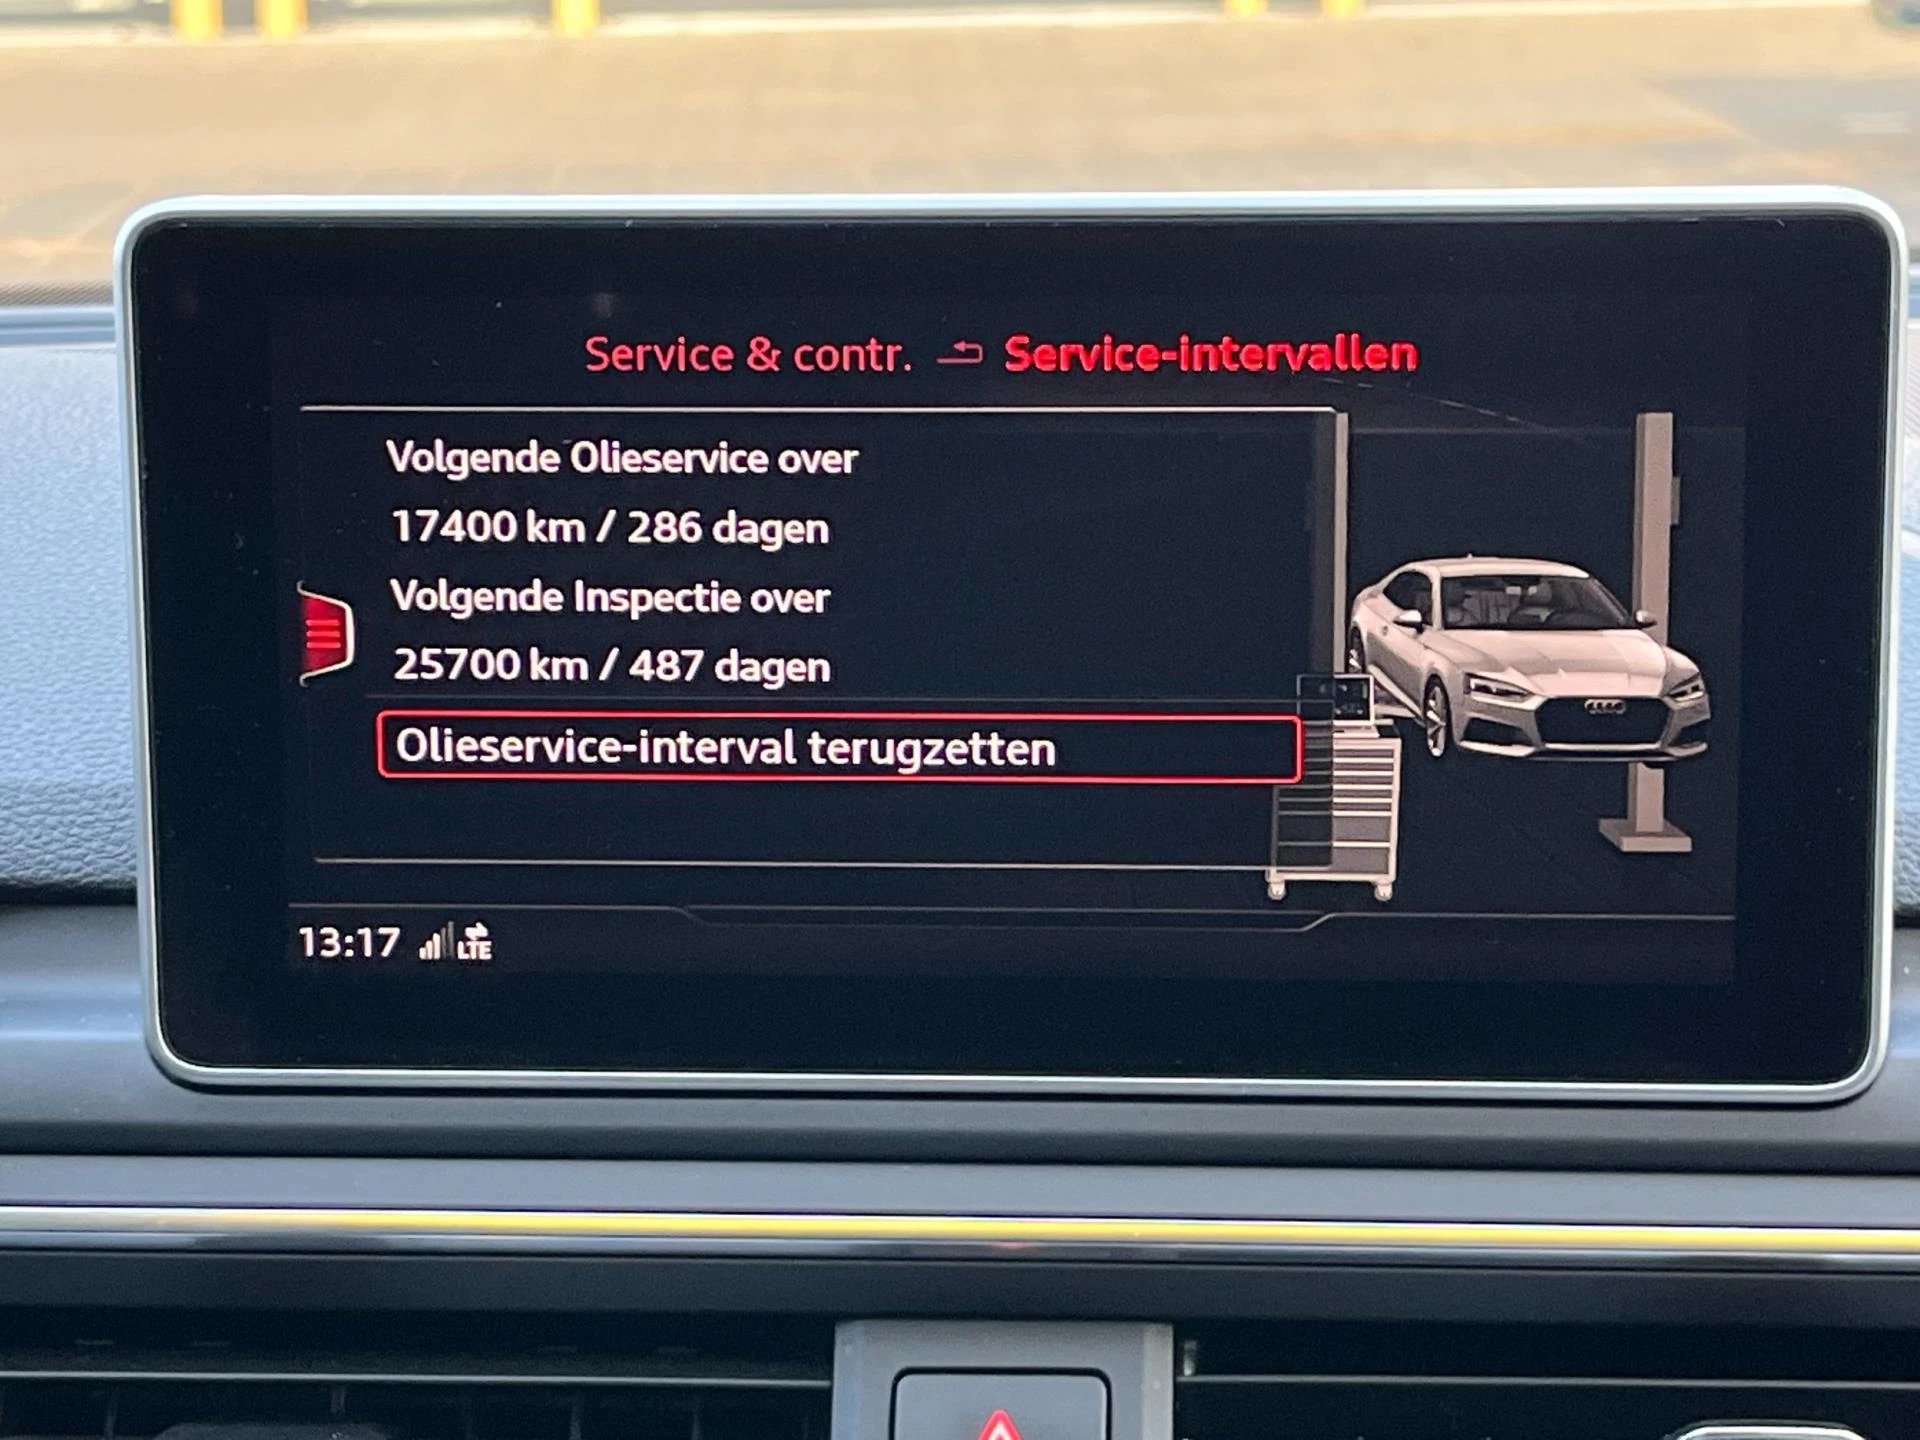 Service & contr. Service-intervallen
Volgende Olieservice over
17400 km / 286 dagen
Volgende Inspectie over
25700 km / 487 dagen
Olieservice-interval terugzetten
13:17 LTE